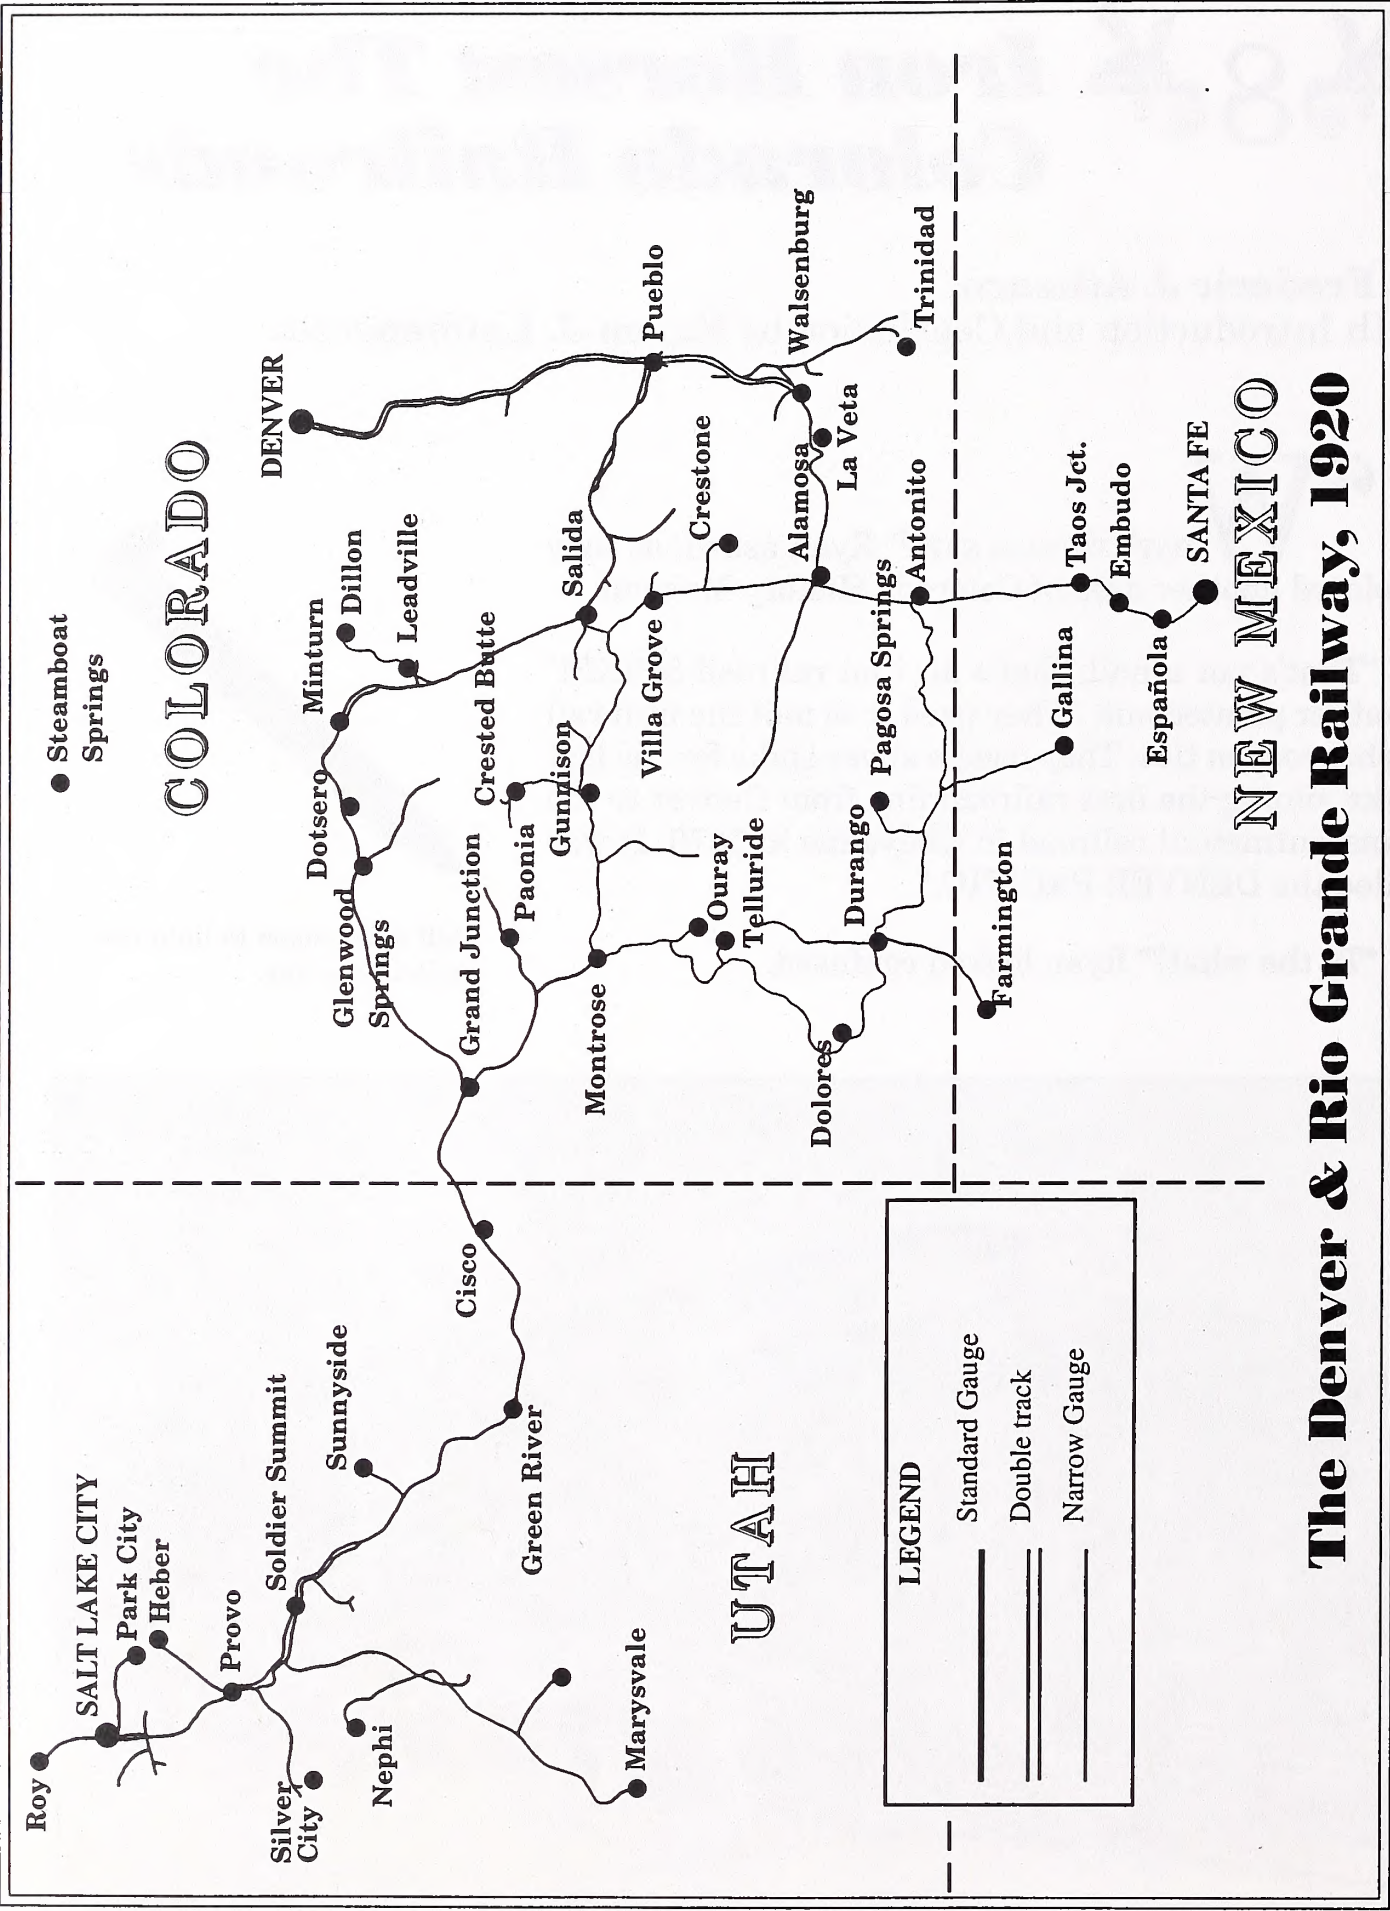 Steamboat
Springs
COLORADO
DENVER
Minturn
Dillon
Leadville
Dotsero
Glenwood
Springs
Grand Junction
Crested Butte
Paonia
Gunnison
Salida
Villa Grove
Pueblo
Crestone
Walsenburg
Trinidad
La Veta
Alamosa
Antonito
Pagosa Springs
Montrose
Ouray
Telluride
Durango
Dolores
Farmington
Gallina
Taos Jct.
Embudo
Española
SANTA FE
NEW MEXICO
Roy
SALT LAKE CITY
Park City
Heber
Provo
Soldier Summit
Sunnyside
Cisco
Green River
Silver
City
Nephi
Marysvale
UTAH
LEGEND
Standard Gauge
Double track
Narrow Gauge
The Denver & Rio Grande Railway, 1920